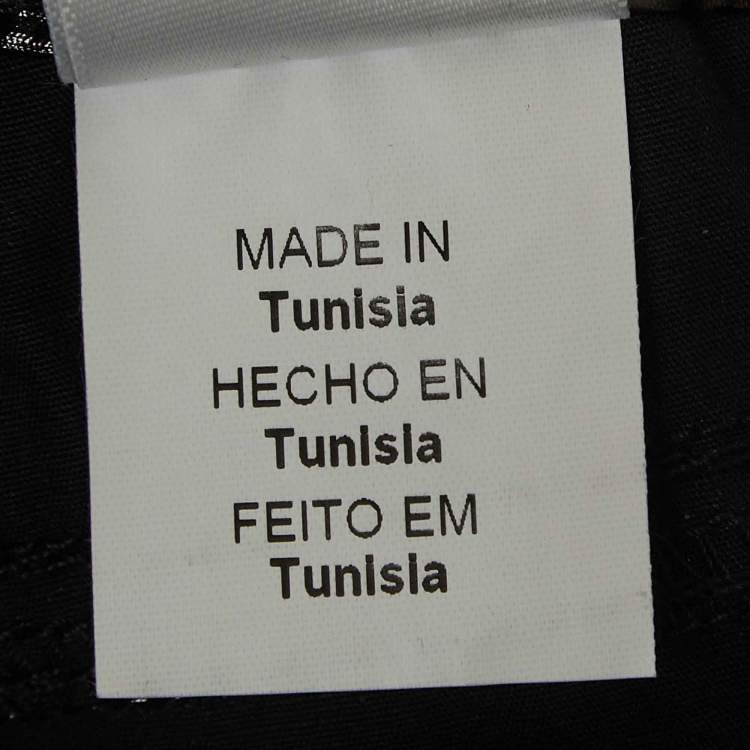 MADE IN
Tunisia
HECHO EN
Tunisia
FEITO EM
Tunisia